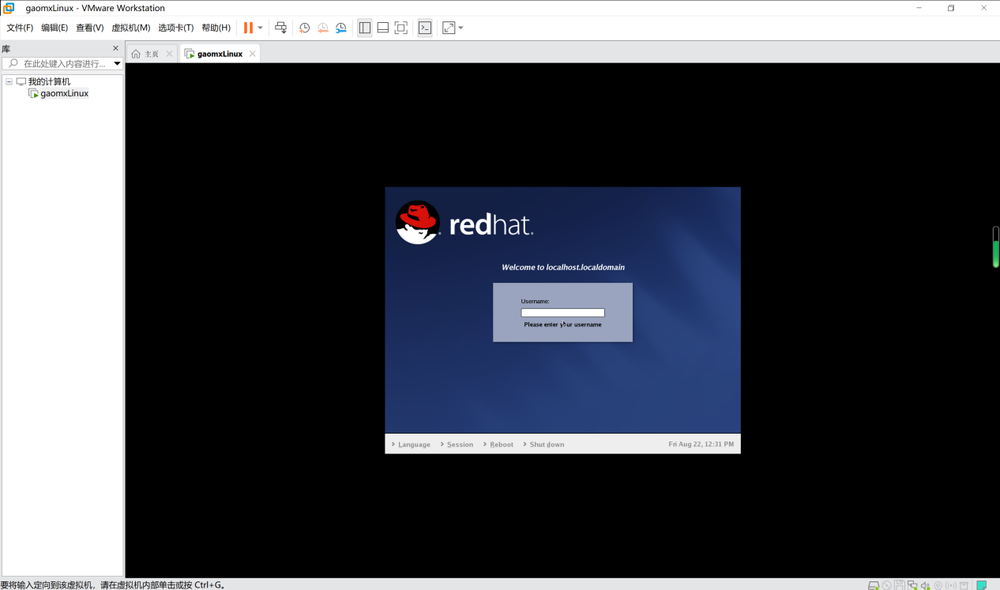 gaomxLinux - VMware Workstation
文件(F) 编辑(E) 查看(V) 虚拟机(M) 选项卡(T) 帮助(H)
库
主页 gaomxLinux
在此处键入内容进行...
我的计算机
gaomxLinux
redhat.
Welcome to localhost.localdomain
Username:
Please enter your username
Language Session Reboot Shut down Fri Aug 22, 12:31 PM
要将输入定向到该虚拟机，请在虚拟机内部单击或按 Ctrl+G。